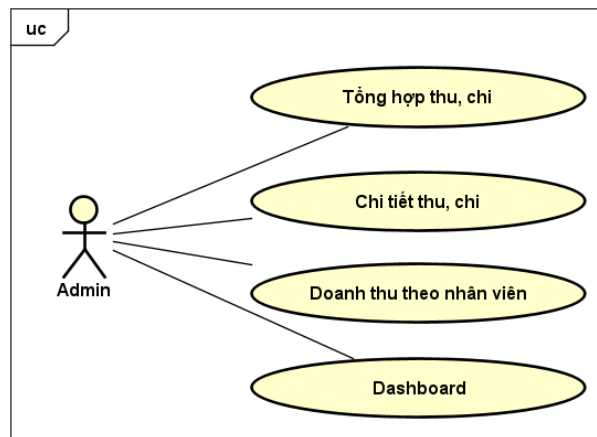 uc
Tổng hợp thu, chi
Chi tiết thu, chi
Admin
Doanh thu theo nhân viên
Dashboard